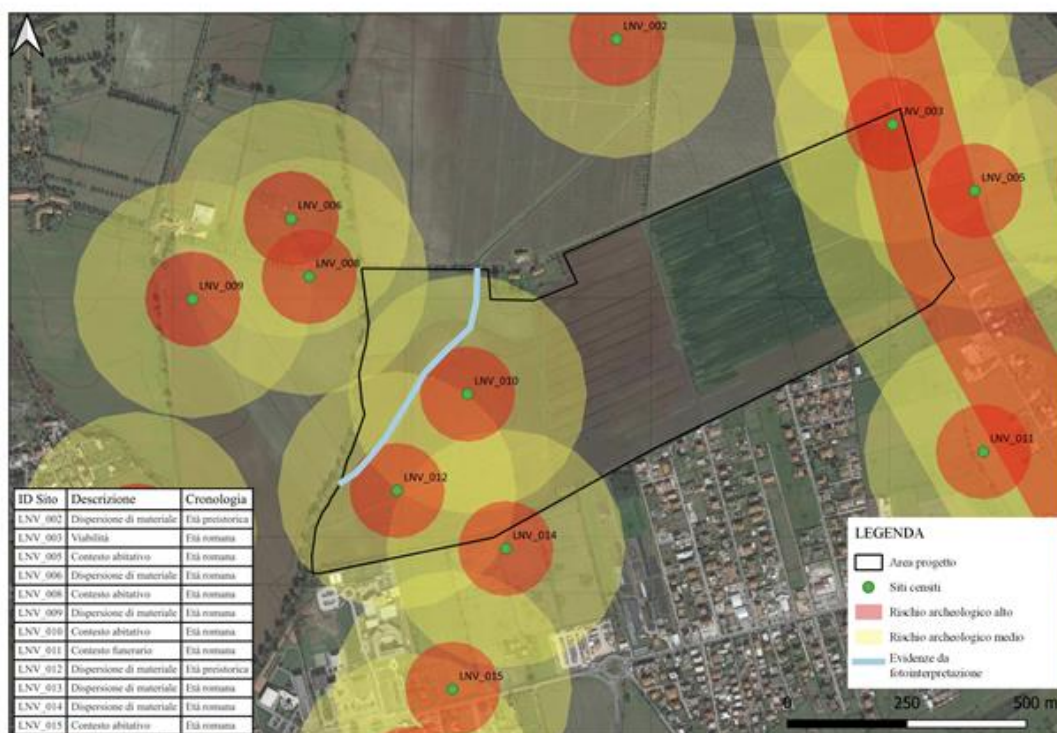 LNV_002
NV_003
LNV_005
LNV_006
LNV_008
LNV_009
LNV_010
LNV_011
LNV_012
LNV_014
LNV_015
ID Sito Descrizione Cronologia
LNV_002 Dispersione di materiale Età preistorica
LNV_003 Viabilità Età romana
LNV_005 Contesto abitativo Età romana
LNV_006 Dispersione di materiale Età romana
LNV_008 Contesto abitativo Età romana
LNV_009 Dispersione di materiale Età romana
LNV_010 Contesto abitativo Età romana
LNV_011 Contesto funerario Età romana
LNV_012 Dispersione di materiale Età preistorica
LNV_013 Dispersione di materiale Età romana
LNV_014 Dispersione di materiale Età romana
LNV_015 Contesto abitativo Età romana
LEGENDA
Area progetto
Siti censiti
Rischio archeologico alto
Rischio archeologico medio
Evidenze da
fotointerpretazione
0 250 500 m